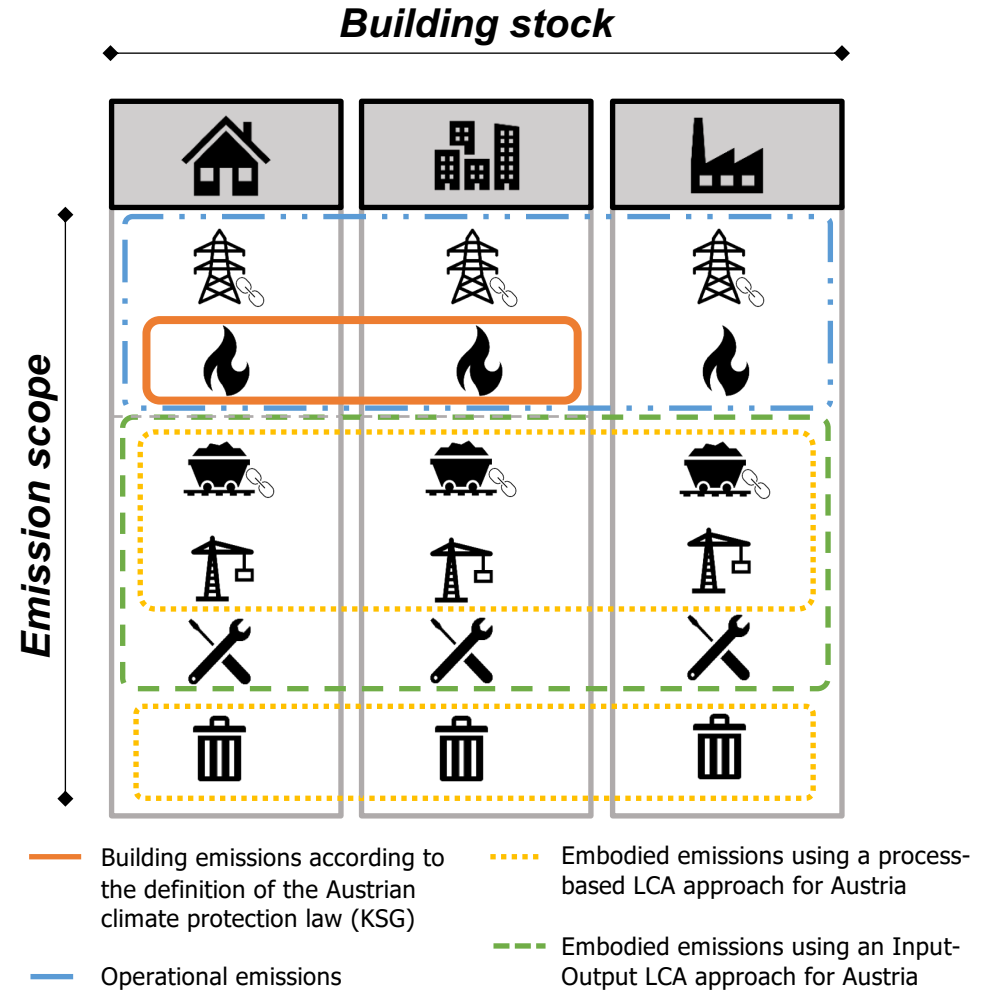 Building stock
Emission scope
Building emissions according to
the definition of the Austrian
climate protection law (KSG)
Operational emissions
Embodied emissions using a process-
based LCA approach for Austria
Embodied emissions using an Input-
Output LCA approach for Austria